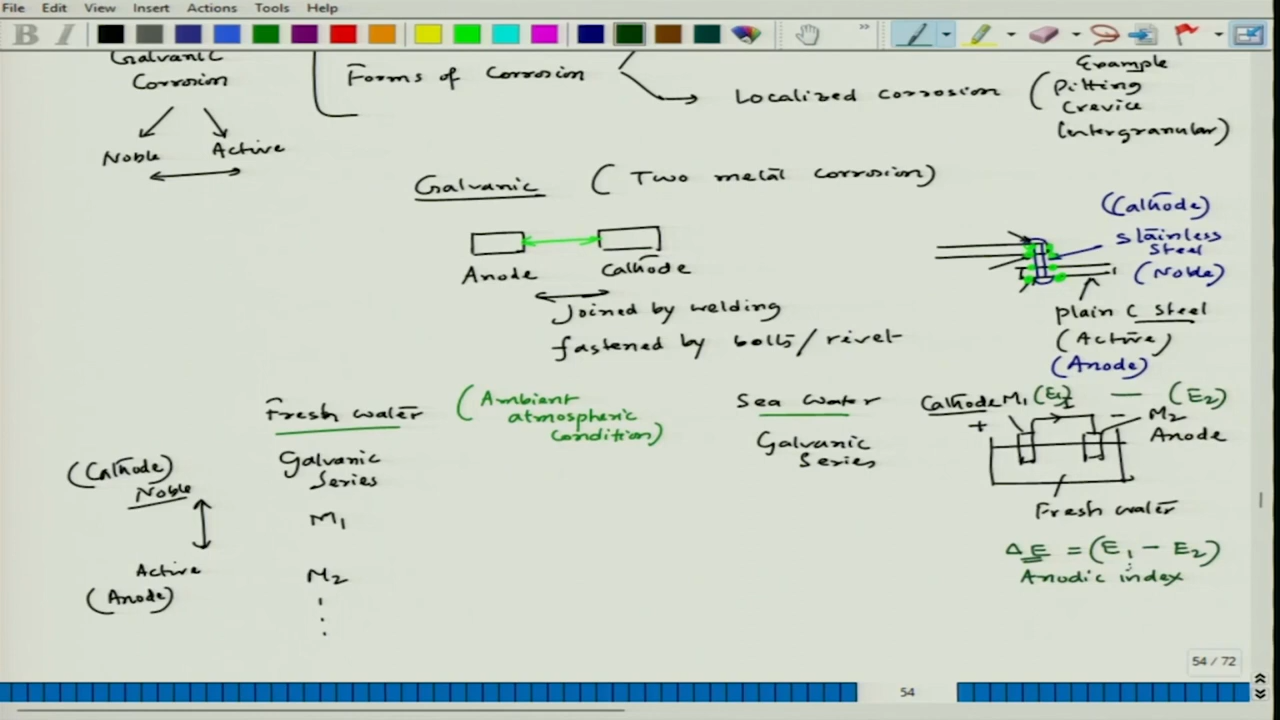 File Edit View Insert Actions Tools Help
B I
Galvanic
Corrosion
Noble Active
Forms of Corrosion
Localized corrosion
Example
(Pitting
Crevice
Intergranular)
Galvanic (Two metal corrosion)
Anode Cathode
Joined by welding
fastened by bolts/rivet
(Cathode)
stainless
steel
(Noble)
plain C steel
(Active)
(Anode)
Fresh water (Ambient
atmospheric
condition)
Sea water
Galvanic
Series
Galvanic
Series
(Cathode)
Noble
Active
(Anode)
M1
M2
Cathode M1 (E1) — (E2)
+ −
M2
Anode
Fresh water
ΔE = (E1 − E2)
Anodic index
54 / 72
54